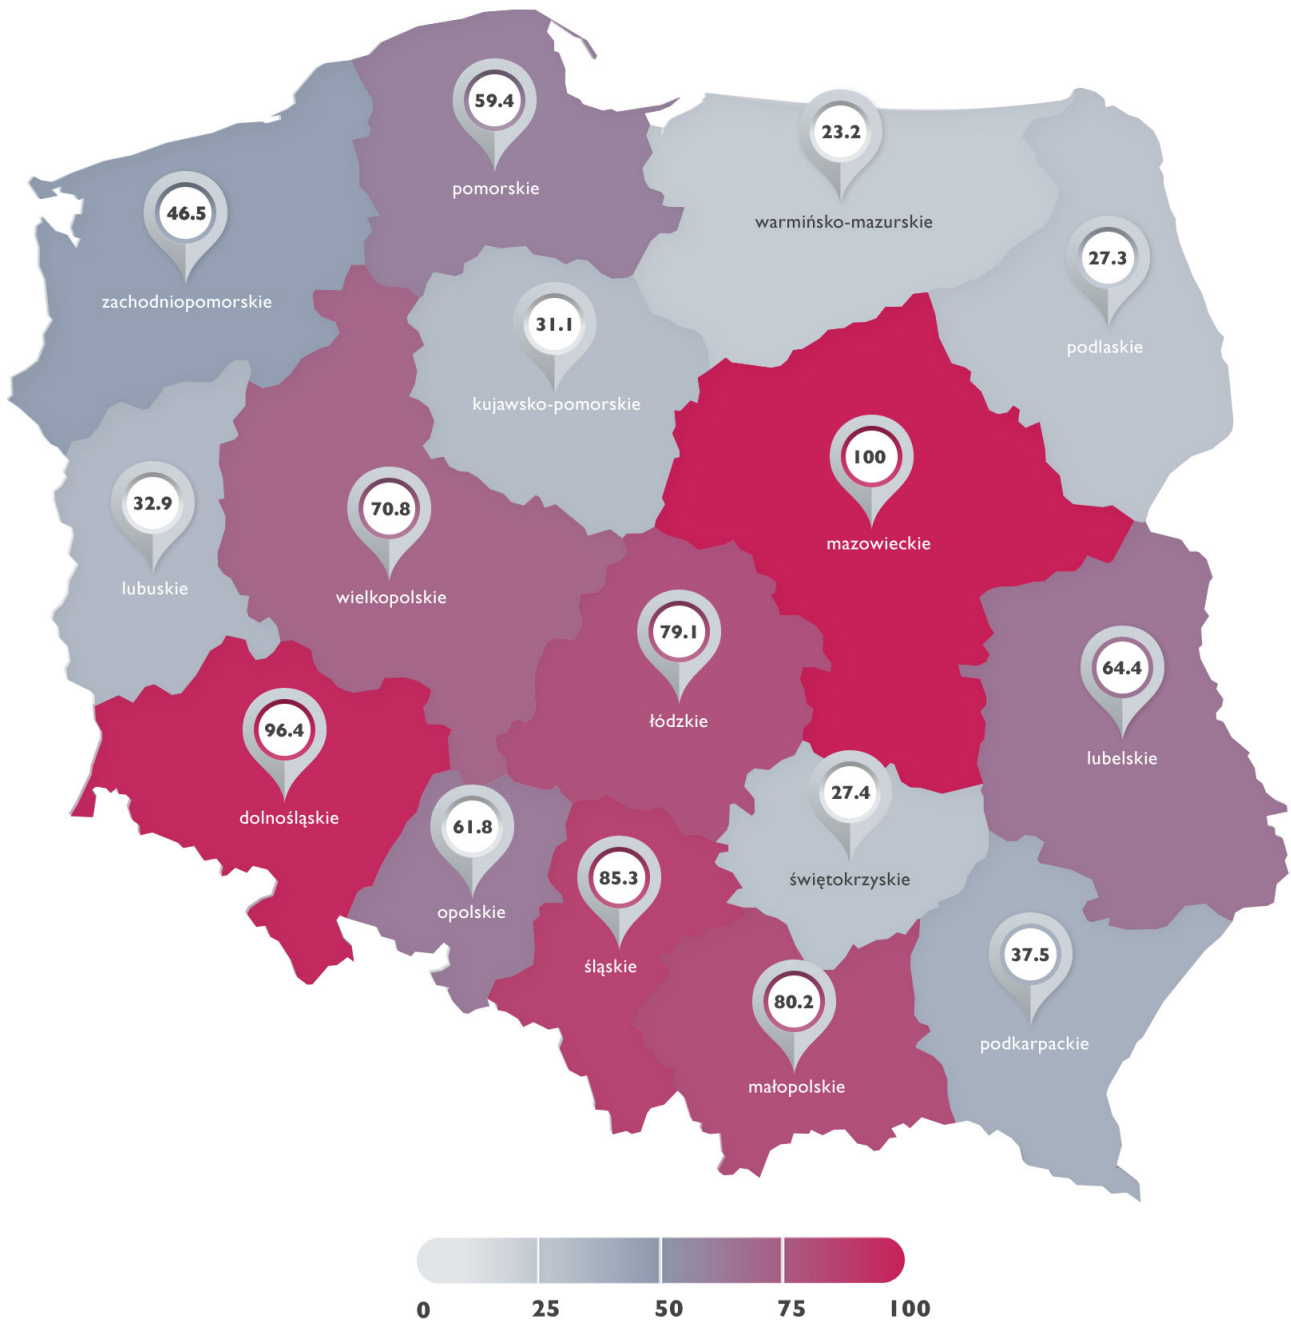 59.4
pomorskie
23.2
warmińsko-mazurskie
46.5
zachodniopomorskie
27.3
podlaskie
31.1
kujawsko-pomorskie
100
mazowieckie
32.9
lubuskie
70.8
wielkopolskie
79.1
łódzkie
64.4
lubelskie
96.4
dolnośląskie
61.8
opolskie
27.4
świętokrzyskie
85.3
śląskie
37.5
podkarpackie
80.2
małopolskie
0 25 50 75 100